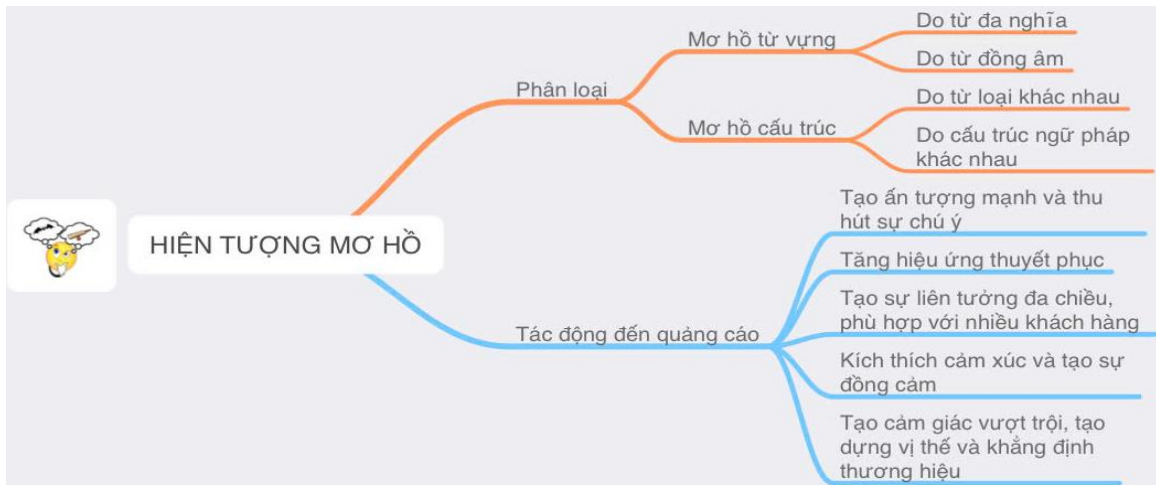 HIỆN TƯỢNG MƠ HỒ
Phân loại
Mơ hồ từ vựng
Do từ đa nghĩa
Do từ đồng âm
Mơ hồ cấu trúc
Do từ loại khác nhau
Do cấu trúc ngữ pháp
khác nhau
Tác động đến quảng cáo
Tạo ấn tượng mạnh và thu
hút sự chú ý
Tăng hiệu ứng thuyết phục
Tạo sự liên tưởng đa chiều,
phù hợp với nhiều khách hàng
Kích thích cảm xúc và tạo sự
đồng cảm
Tạo cảm giác vượt trội, tạo
dựng vị thế và khẳng định
thương hiệu